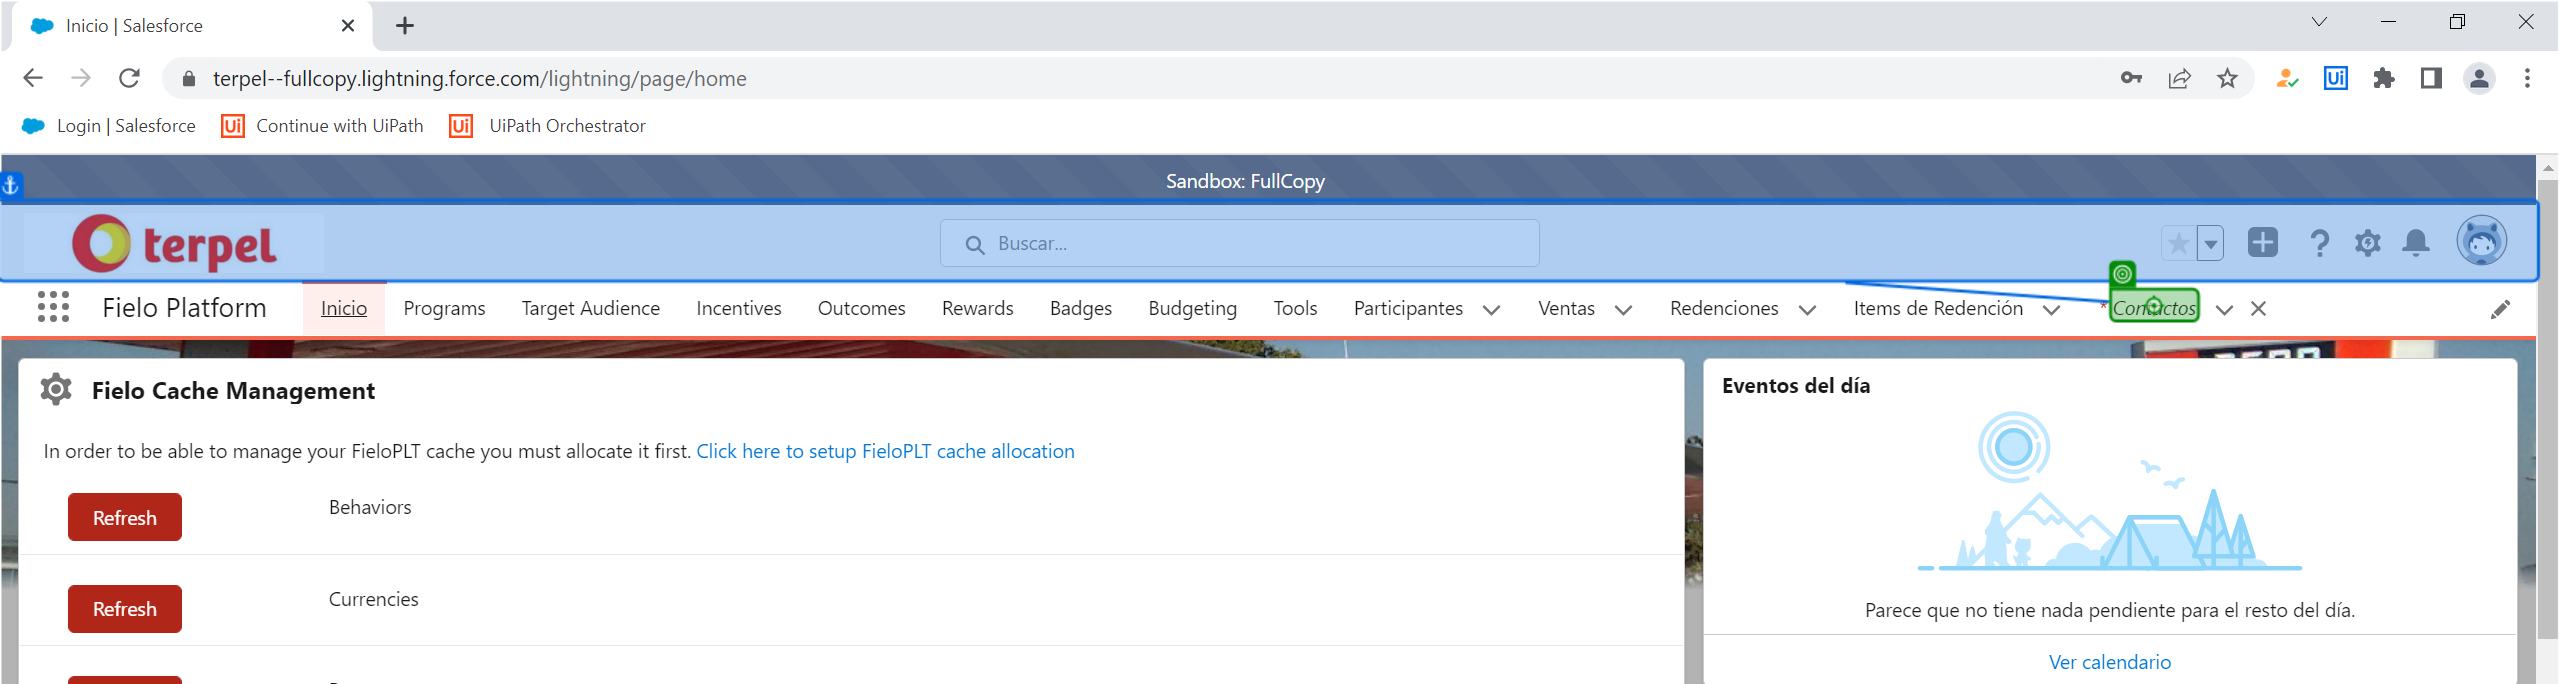 Inicio | Salesforce
terpel--fullcopy.lightning.force.com/lightning/page/home
Login | Salesforce Ui Continue with UiPath Ui UiPath Orchestrator
Sandbox: FullCopy
terpel Buscar...
Fielo Platform Inicio Programs Target Audience Incentives Outcomes Rewards Badges Budgeting Tools Participantes Ventas Redenciones Items de Redención * Contactos
Fielo Cache Management
Eventos del día
In order to be able to manage your FieloPLT cache you must allocate it first. Click here to setup FieloPLT cache allocation
Refresh Behaviors
Refresh Currencies
Parece que no tiene nada pendiente para el resto del día.
Ver calendario